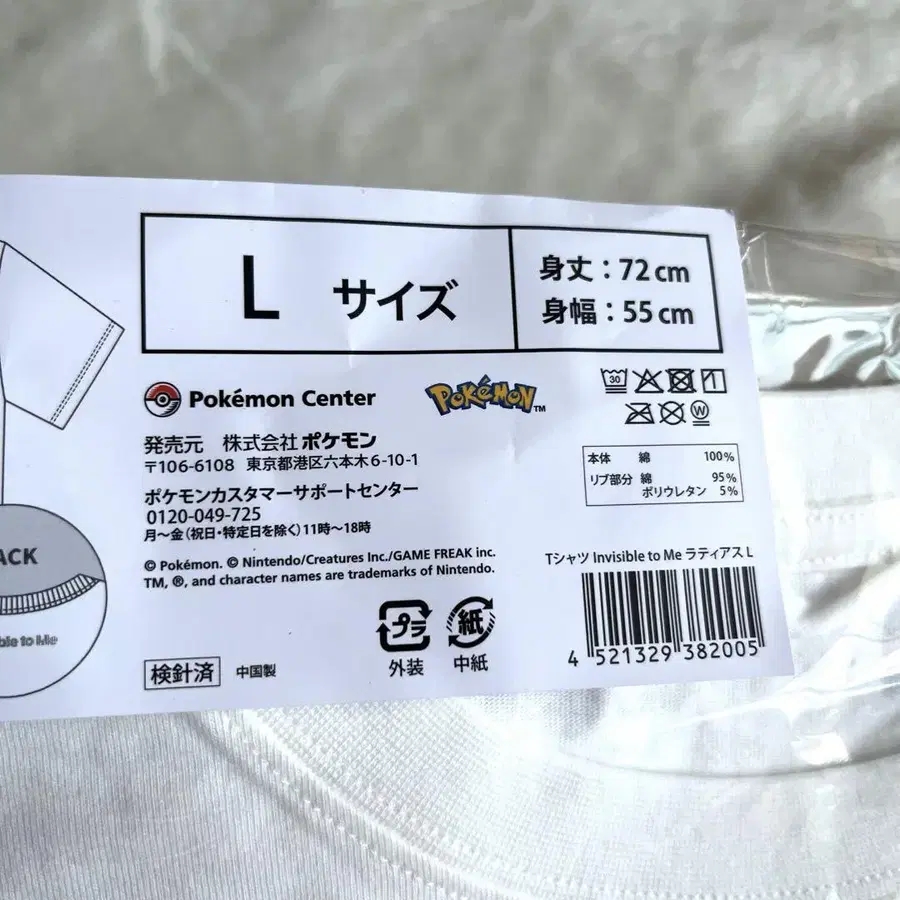 L サイズ
身丈：72cm
身幅：55cm
Pokémon Center
POKéMON™
30
W
発売元 株式会社ポケモン
〒106-6108 東京都港区六本木6-10-1
ポケモンカスタマーサポートセンター
0120-049-725
月～金（祝日・特定日を除く）11時～18時
本体 綿 100%
リブ部分 綿 95%
ポリウレタン 5%
© Pokémon. © Nintendo/Creatures Inc./GAME FREAK inc.
TM, ®, and character names are trademarks of Nintendo.
Tシャツ Invisible to Me ラティアス L
4 521329 382005
ACK
ble to Me
プラ
外装
紙
中紙
検針済
中国製